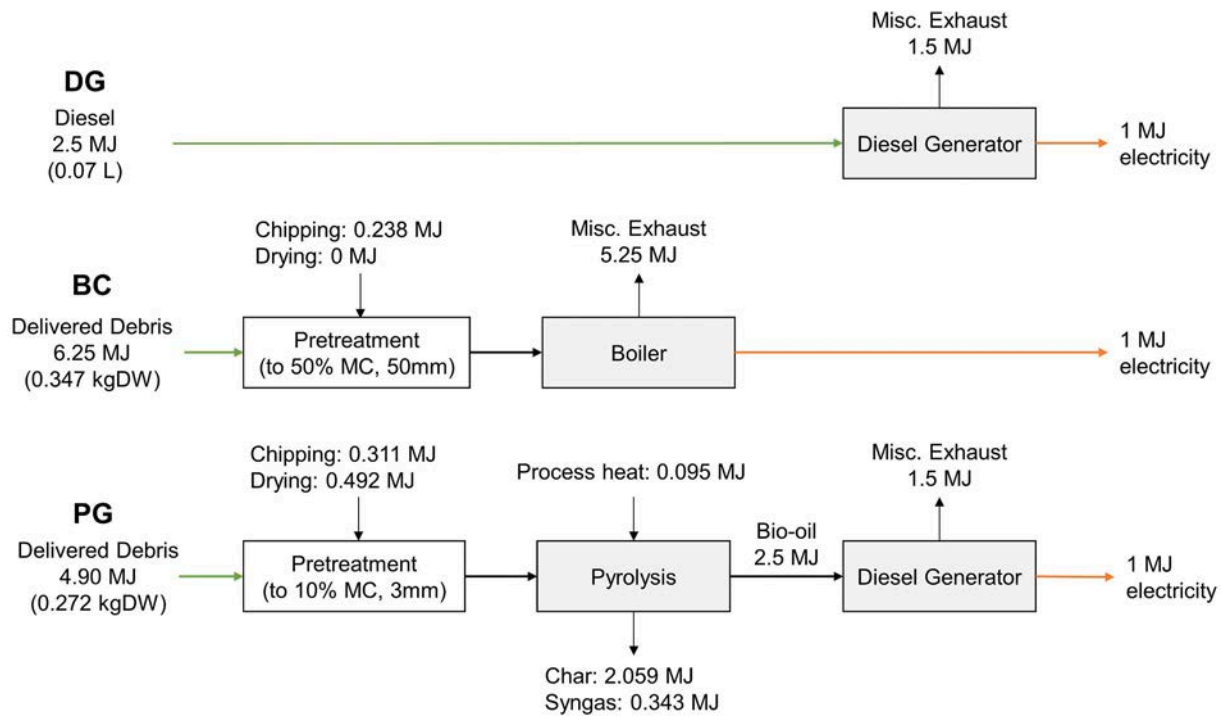 DG
Diesel
2.5 MJ
(0.07 L)
Misc. Exhaust
1.5 MJ
Diesel Generator
1 MJ
electricity
BC
Delivered Debris
6.25 MJ
(0.347 kgDW)
Chipping: 0.238 MJ
Drying: 0 MJ
Pretreatment
(to 50% MC, 50mm)
Misc. Exhaust
5.25 MJ
Boiler
1 MJ
electricity
PG
Delivered Debris
4.90 MJ
(0.272 kgDW)
Chipping: 0.311 MJ
Drying: 0.492 MJ
Pretreatment
(to 10% MC, 3mm)
Process heat: 0.095 MJ
Pyrolysis
Char: 2.059 MJ
Syngas: 0.343 MJ
Bio-oil
2.5 MJ
Misc. Exhaust
1.5 MJ
Diesel Generator
1 MJ
electricity